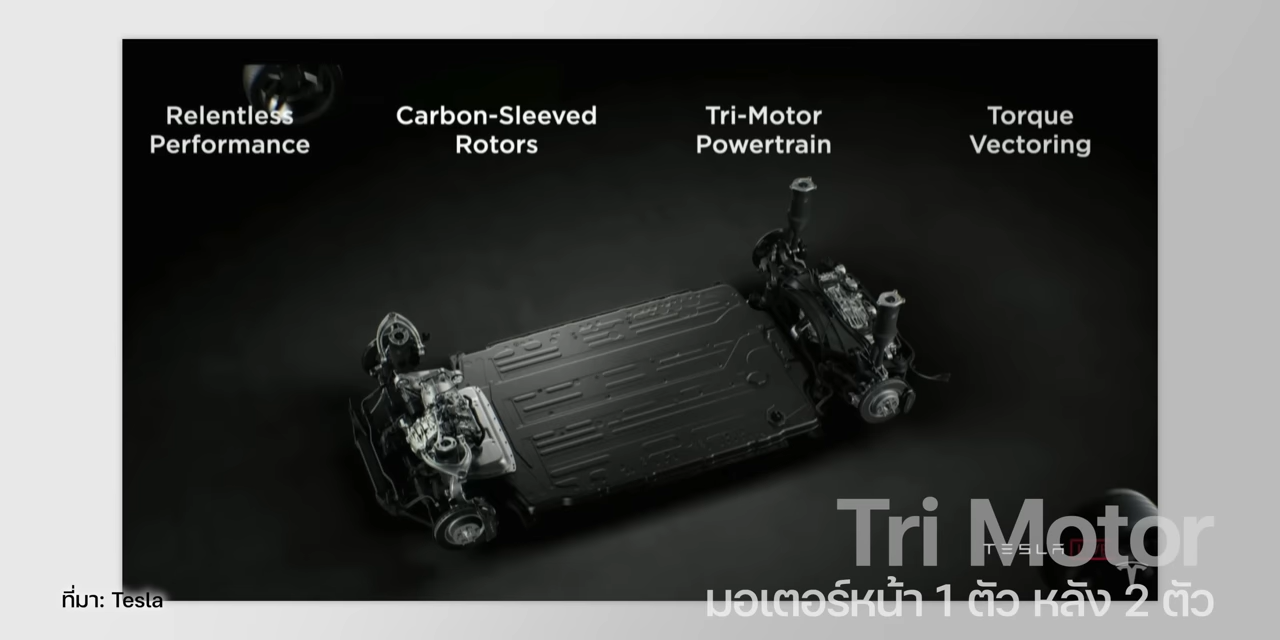 Relentless
Performance
Carbon-Sleeved
Rotors
Tri-Motor
Powertrain
Torque
Vectoring
Tri Motor
TESLA
มอเตอร์หน้า 1 ตัว หลัง 2 ตัว
ที่มา: Tesla